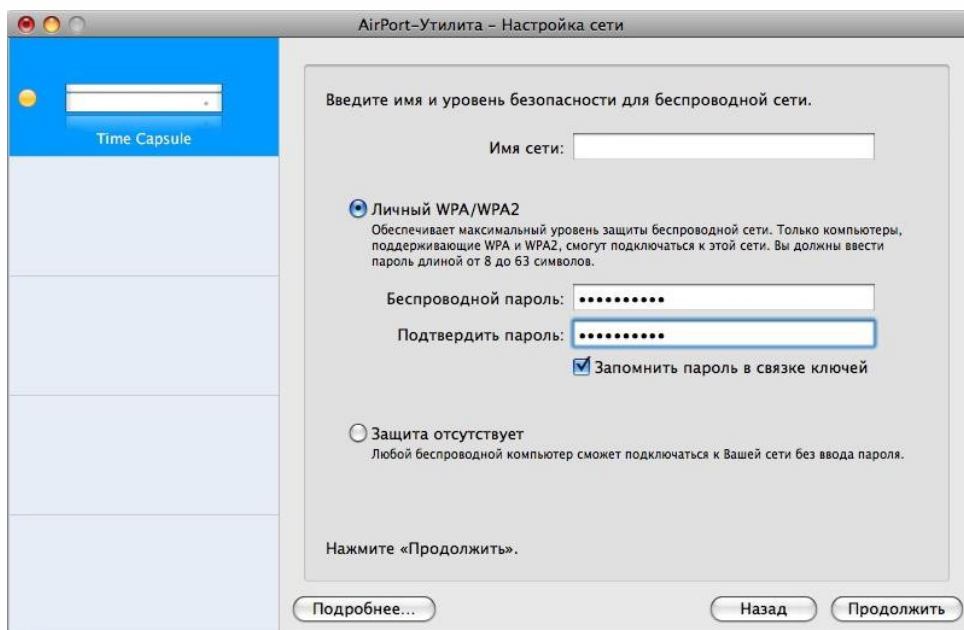 AirPort-Утилита – Настройка сети
Time Capsule
Введите имя и уровень безопасности для беспроводной сети.
Имя сети:
Личный WPA/WPA2
Обеспечивает максимальный уровень защиты беспроводной сети. Только компьютеры,
поддерживающие WPA и WPA2, смогут подключаться к этой сети. Вы должны ввести
пароль длиной от 8 до 63 символов.
Беспроводной пароль: ••••••••••
Подтвердить пароль: ••••••••••
Запомнить пароль в связке ключей
Защита отсутствует
Любой беспроводной компьютер сможет подключаться к Вашей сети без ввода пароля.
Нажмите «Продолжить».
Подробнее... Назад Продолжить